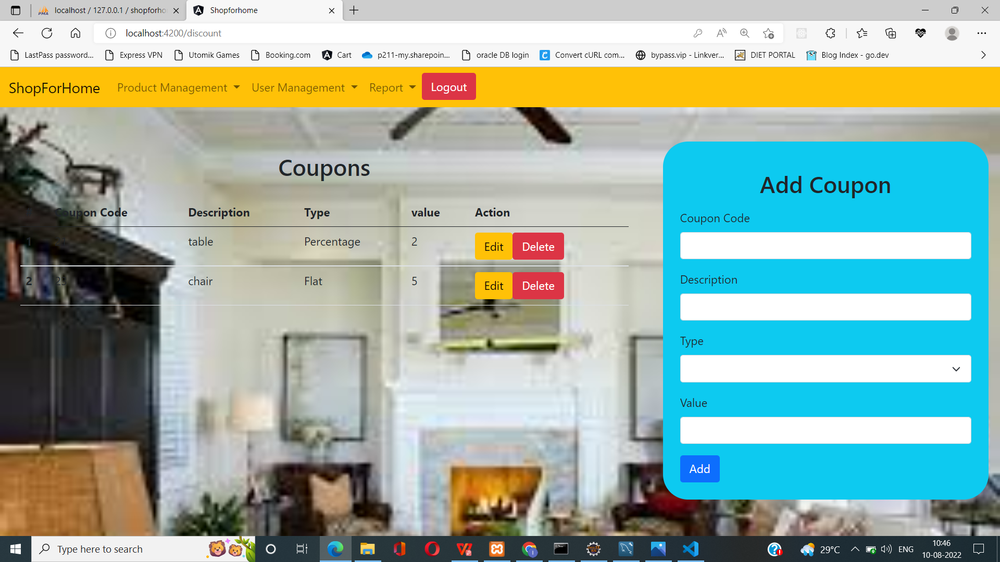 localhost / 127.0.0.1 / shopforho
Shopforhome
localhost:4200/discount
LastPass password...
Express VPN
Utomik Games
Booking.com
Cart
p211-my.sharepoin...
oracle DB login
Convert cURL com...
bypass.vip - Linkver...
DIET PORTAL
Blog Index - go.dev
ShopForHome
Product Management
User Management
Report
Logout
Coupons
Coupon Code Description Type value Action
1 table Percentage 2 Edit Delete
2 chair Flat 5 Edit Delete
Add Coupon
Coupon Code
Description
Type
Value
Add
Type here to search
29°C
ENG
10:46
10-08-2022